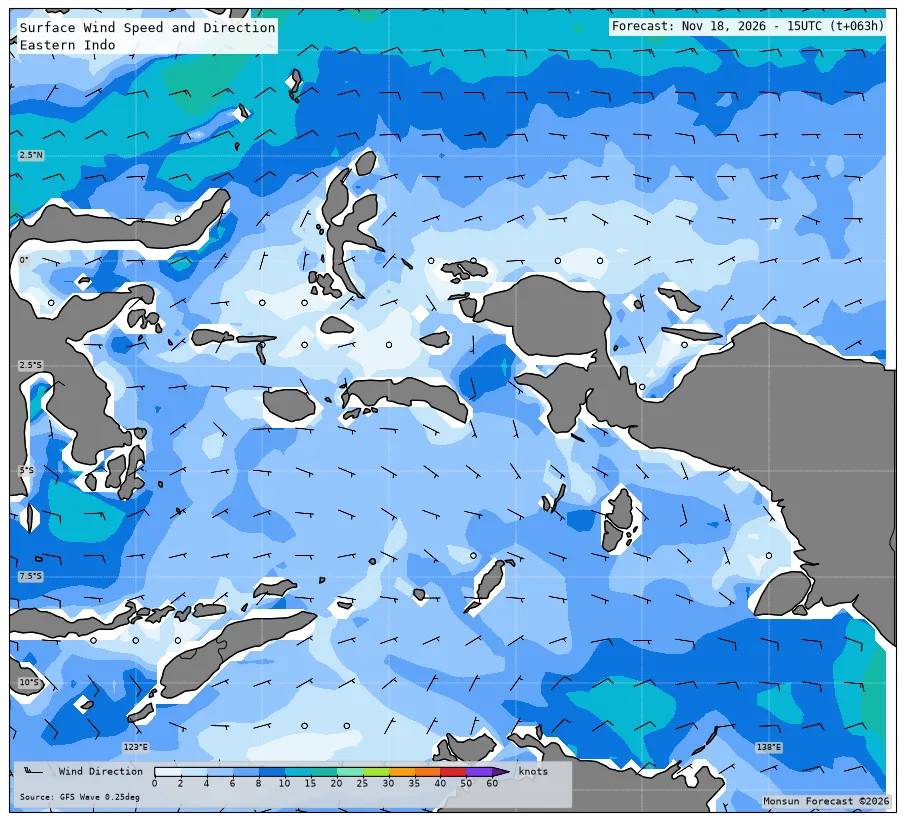 Surface Wind Speed and Direction
Eastern Indo
Forecast: Nov 18, 2026 - 15UTC (t+063h)
2.5°N
0°
2.5°S
5°S
7.5°S
10°S
123°E
138°E
Wind Direction
0 2 4 6 8 10 15 20 25 30 35 40 50 60
knots
Source: GFS Wave 0.25deg
Monsun Forecast ©2026